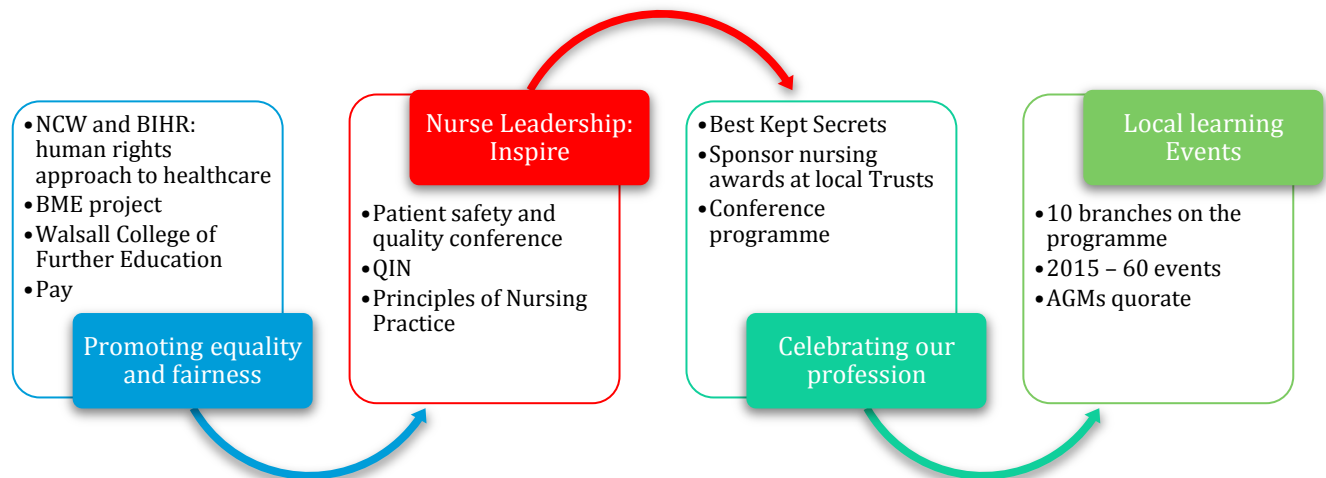 •NCW and BIHR:
human rights
approach to healthcare
•BME project
•Walsall College of
Further Education
•Pay
Promoting equality
and fairness
Nurse Leadership:
Inspire
•Patient safety and
quality conference
•QIN
•Principles of Nursing
Practice
•Best Kept Secrets
•Sponsor nursing
awards at local Trusts
•Conference
programme
Celebrating our
profession
Local learning
Events
•10 branches on the
programme
•2015 – 60 events
•AGMs quorate